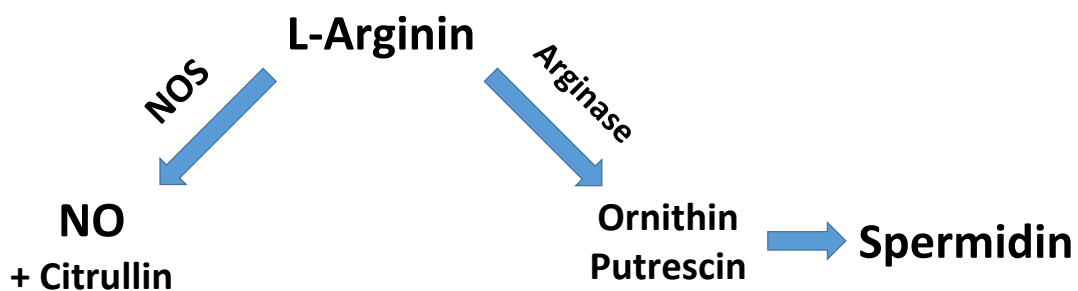 L-Arginin
NOS
Arginase
NO
+ Citrullin
Ornithin
Putrescin
Spermidin